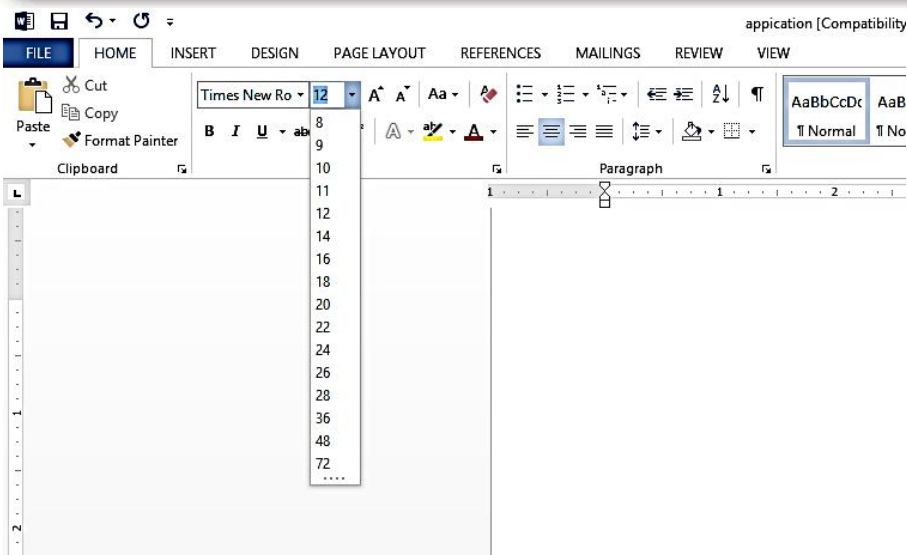 appication [Compatibility
FILE HOME INSERT DESIGN PAGE LAYOUT REFERENCES MAILINGS REVIEW VIEW
Cut
Copy
Format Painter
Paste
Clipboard
Times New Ro 12 A A Aa
B I U ab A ab A
AaBbCcDc AaB
¶ Normal ¶ No
Paragraph
8
9
10
11
12
14
16
18
20
22
24
26
28
36
48
72
L
1 1 2
1
2